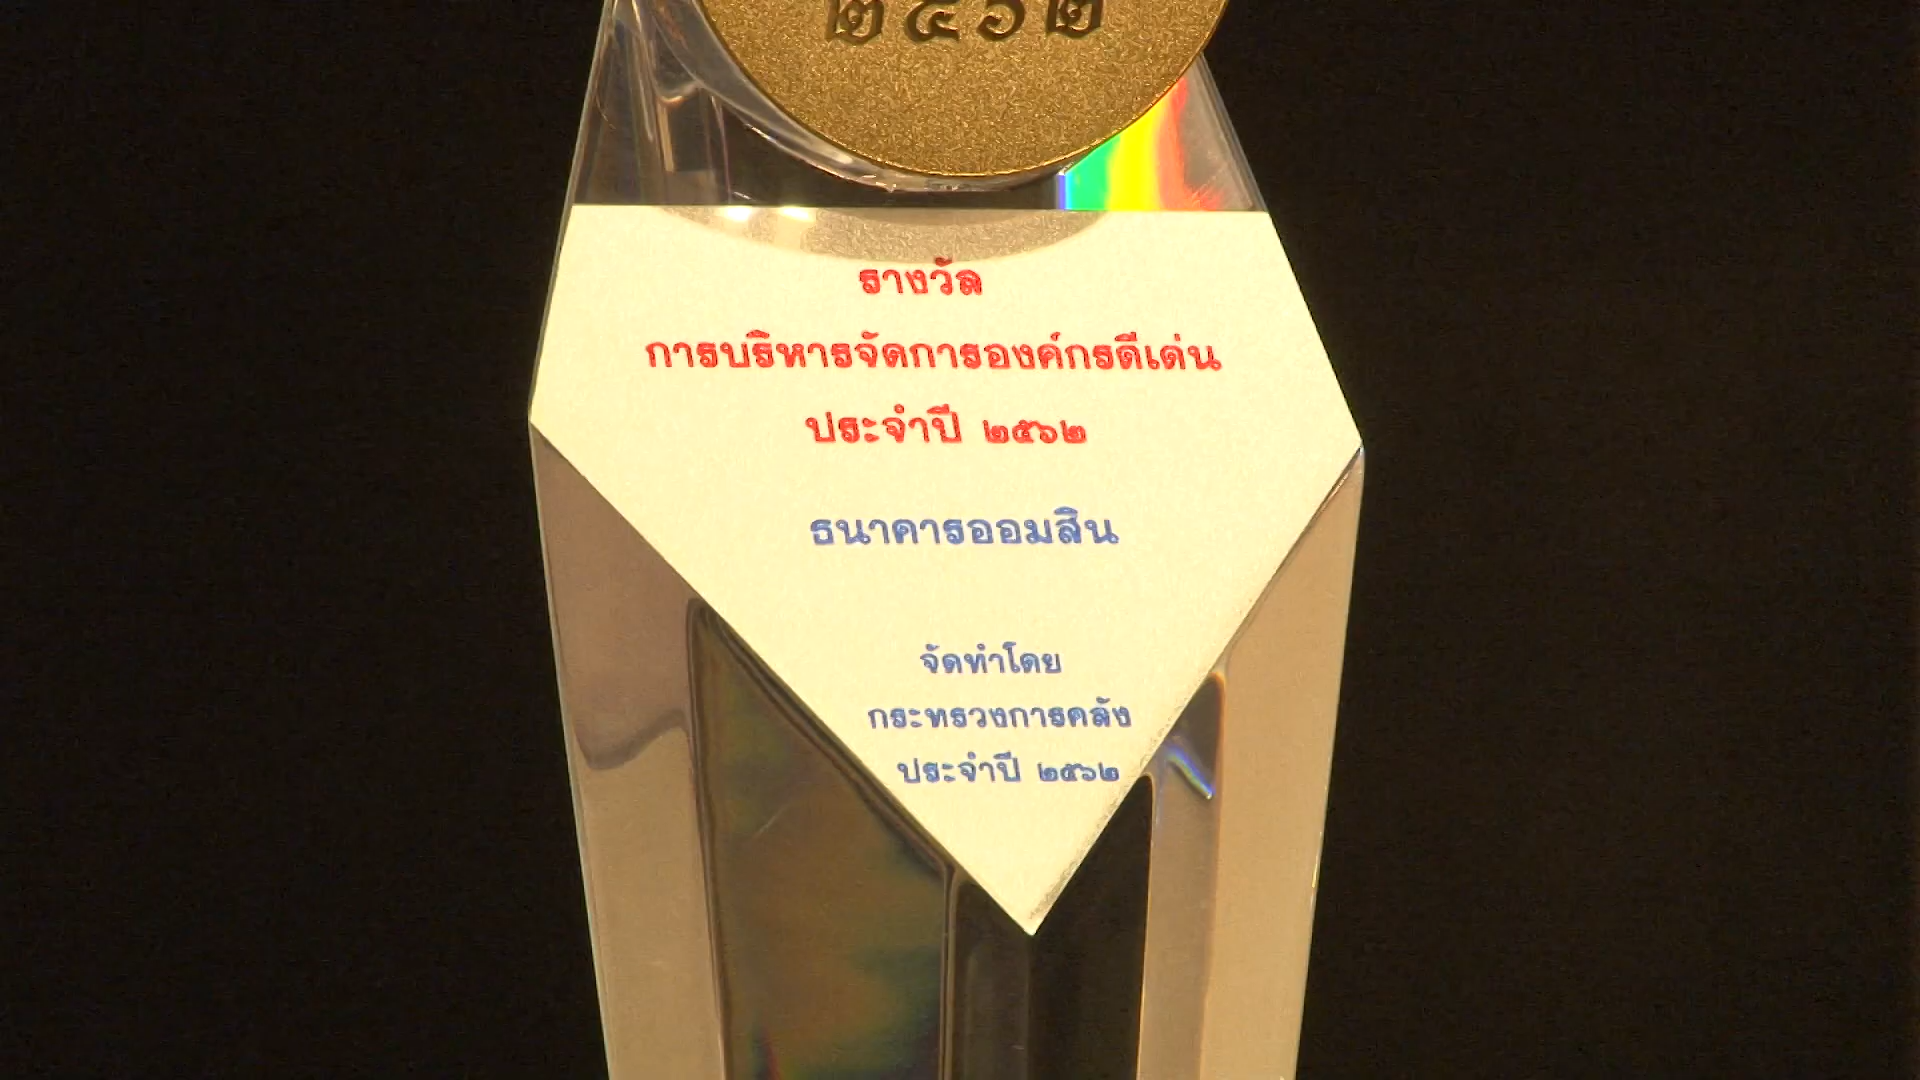 ๒๕๖๒
รางวัล
การบริหารจัดการองค์กรดีเด่น
ประจำปี ๒๕๖๒
ธนาคารออมสิน
จัดทำโดย
กระทรวงการคลัง
ประจำปี ๒๕๖๒